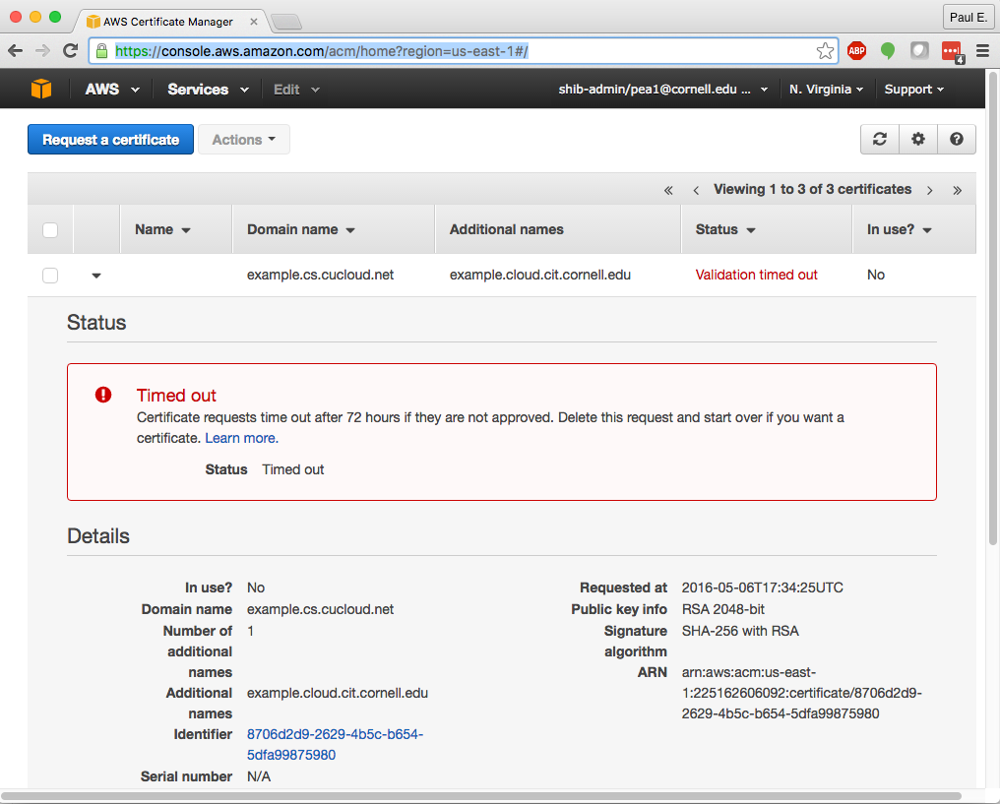 AWS Certificate Manager
Paul E.
https://console.aws.amazon.com/acm/home?region=us-east-1#/
ABP
4
AWS Services Edit shib-admin/pea1@cornell.edu ... N. Virginia Support
Request a certificate Actions
« ‹ Viewing 1 to 3 of 3 certificates › »
Name Domain name Additional names Status In use?
example.cs.cucloud.net example.cloud.cit.cornell.edu Validation timed out No
Status
Timed out
Certificate requests time out after 72 hours if they are not approved. Delete this request and start over if you want a
certificate. Learn more.
Status Timed out
Details
In use? No
Domain name example.cs.cucloud.net
Number of 1
additional
names
Additional example.cloud.cit.cornell.edu
names
Identifier 8706d2d9-2629-4b5c-b654-
5dfa99875980
Serial number N/A
Requested at 2016-05-06T17:34:25UTC
Public key info RSA 2048-bit
Signature SHA-256 with RSA
algorithm
ARN arn:aws:acm:us-east-
1:225162606092:certificate/8706d2d9-
2629-4b5c-b654-5dfa99875980